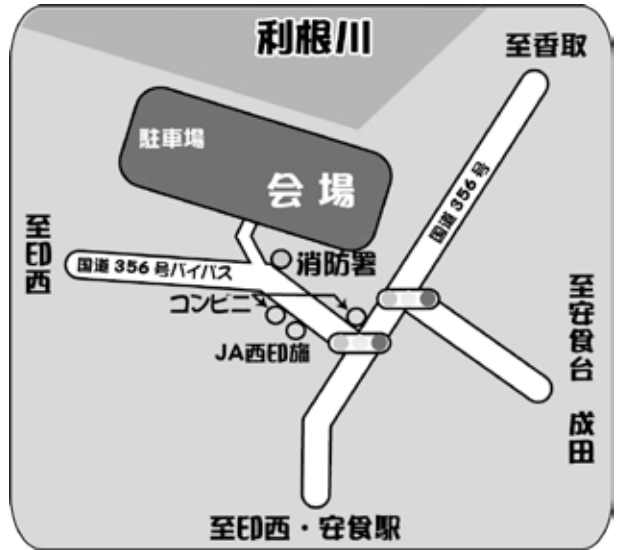 利根川
至香取
駐車場
会場
国道356号
至印西
国道356号バイパス
消防署
コンビニ
JA西印旛
至安食台 成田
至印西・安食駅